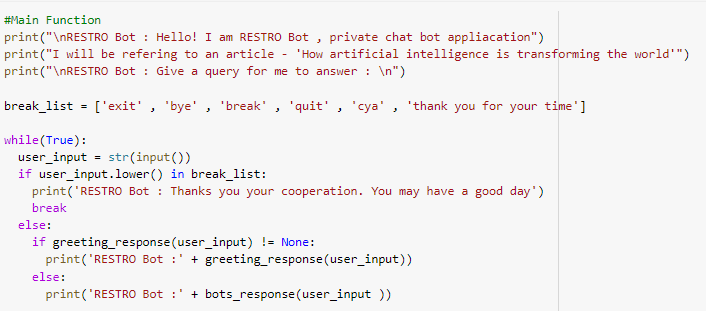 #Main Function
print("\nRESTRO Bot : Hello! I am RESTRO Bot , private chat bot appliacation")
print("I will be refering to an article - 'How artificial intelligence is transforming the world'")
print("\nRESTRO Bot : Give a query for me to answer : \n")
break_list = ['exit' , 'bye' , 'break' , 'quit' , 'cya' , 'thank you for your time']
while(True):
  user_input = str(input())
  if user_input.lower() in break_list:
    print('RESTRO Bot : Thanks you your cooperation. You may have a good day')
    break
  else:
    if greeting_response(user_input) != None:
      print('RESTRO Bot :' + greeting_response(user_input))
    else:
      print('RESTRO Bot :' + bots_response(user_input ))